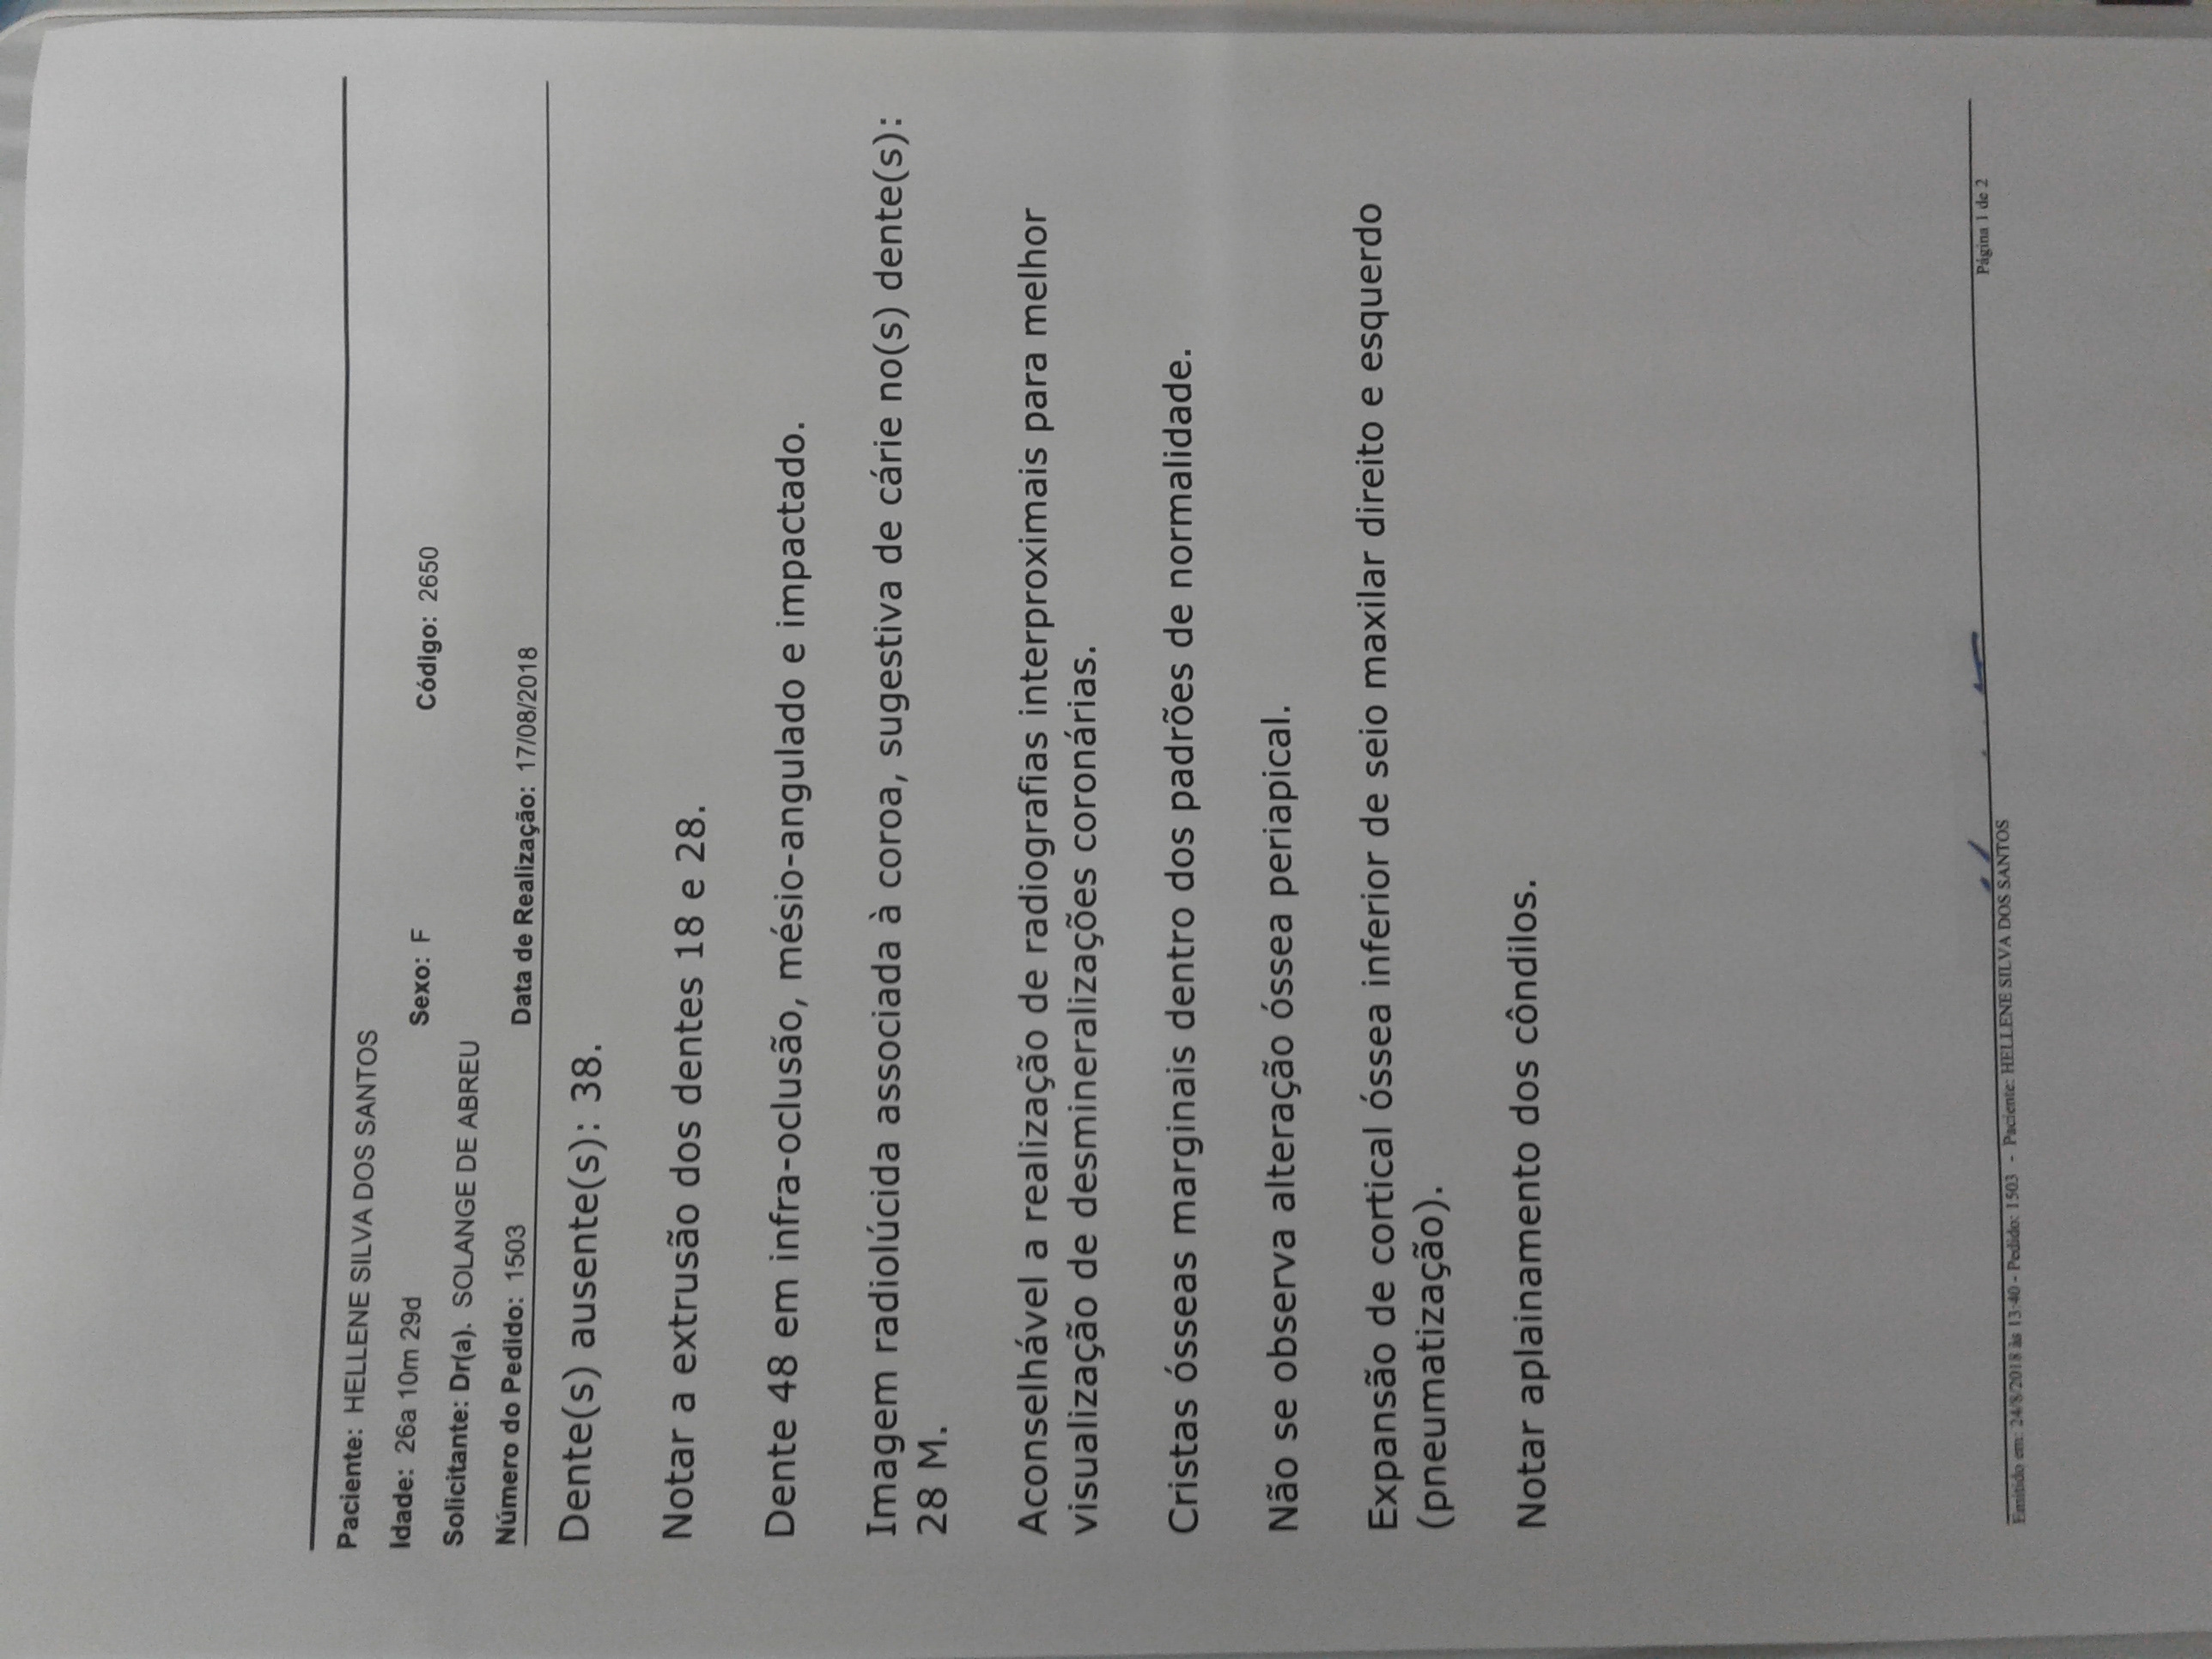 Paciente: HELLENE SILVA DOS SANTOS
Idade: 26a 10m 29d Sexo: F Código: 2650
Solicitante: Dr(a). SOLANGE DE ABREU
Número do Pedido: 1503 Data de Realização: 17/08/2018
Dente(s) ausente(s): 38.
Notar a extrusão dos dentes 18 e 28.
Dente 48 em infra-oclusão, mésio-angulado e impactado.
Imagem radiolúcida associada à coroa, sugestiva de cárie no(s) dente(s):
28 M.
Aconselhável a realização de radiografias interproximais para melhor
visualização de desmineralizações coronárias.
Cristas ósseas marginais dentro dos padrões de normalidade.
Não se observa alteração óssea periapical.
Expansão de cortical óssea inferior de seio maxilar direito e esquerdo
(pneumatização).
Notar aplainamento dos côndilos.
Emitido em: 24/8/2018 às 13:40 - Pedido: 1503 - Paciente: HELLENE SILVA DOS SANTOS Página 1 de 2